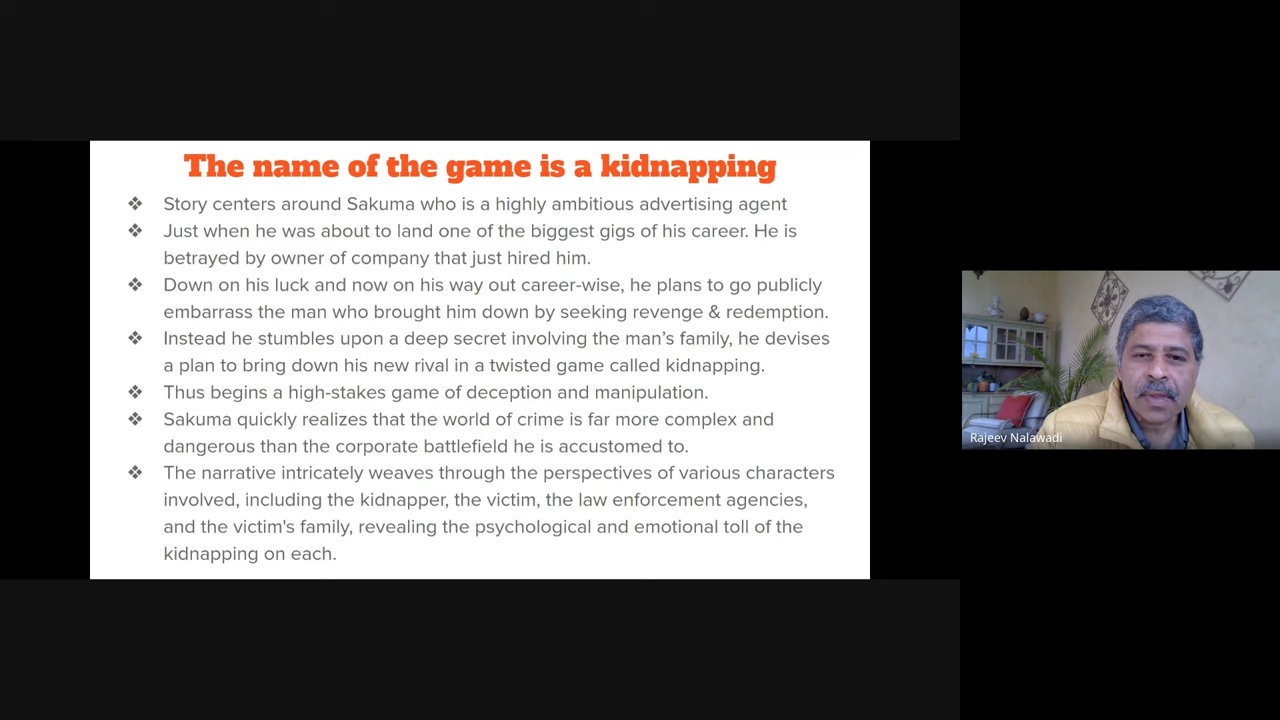 The name of the game is a kidnapping
❖ Story centers around Sakuma who is a highly ambitious advertising agent
❖ Just when he was about to land one of the biggest gigs of his career. He is
betrayed by owner of company that just hired him.
❖ Down on his luck and now on his way out career-wise, he plans to go publicly
embarrass the man who brought him down by seeking revenge & redemption.
❖ Instead he stumbles upon a deep secret involving the man’s family, he devises
a plan to bring down his new rival in a twisted game called kidnapping.
❖ Thus begins a high-stakes game of deception and manipulation.
❖ Sakuma quickly realizes that the world of crime is far more complex and
dangerous than the corporate battlefield he is accustomed to.
❖ The narrative intricately weaves through the perspectives of various characters
involved, including the kidnapper, the victim, the law enforcement agencies,
and the victim's family, revealing the psychological and emotional toll of the
kidnapping on each.
Rajeev Nalawadi